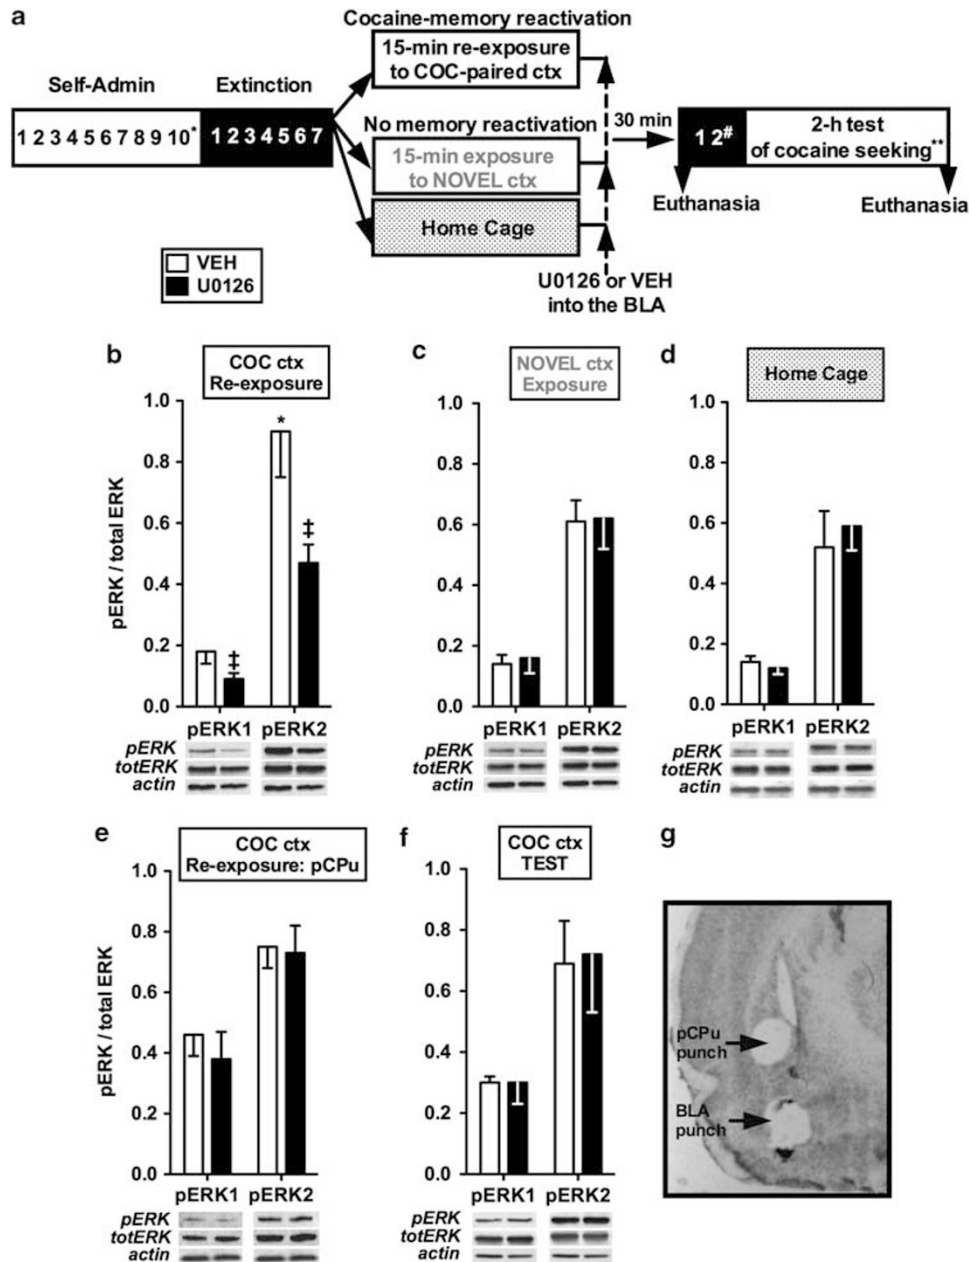 a
Cocaine-memory reactivation
15-min re-exposure
to COC-paired ctx
Self-Admin
Extinction
1 2 3 4 5 6 7 8 9 10*
1 2 3 4 5 6 7
No memory reactivation
15-min exposure
to NOVEL ctx
Home Cage
30 min
1 2#
2-h test
of cocaine seeking**
Euthanasia
Euthanasia
U0126 or VEH
into the BLA
VEH
U0126
b
COC ctx
Re-exposure
pERK / total ERK
1.0
0.8
0.6
0.4
0.2
0.0
*
‡
‡
pERK1 pERK2
pERK
totERK
actin
c
NOVEL ctx
Exposure
1.0
0.8
0.6
0.4
0.2
0.0
pERK1 pERK2
pERK
totERK
actin
d
Home Cage
1.0
0.8
0.6
0.4
0.2
0.0
pERK1 pERK2
pERK
totERK
actin
e
COC ctx
Re-exposure: pCPu
pERK / total ERK
1.0
0.8
0.6
0.4
0.2
0.0
pERK1 pERK2
pERK
totERK
actin
f
COC ctx
TEST
1.0
0.8
0.6
0.4
0.2
0.0
pERK1 pERK2
pERK
totERK
actin
g
pCPu
punch
BLA
punch